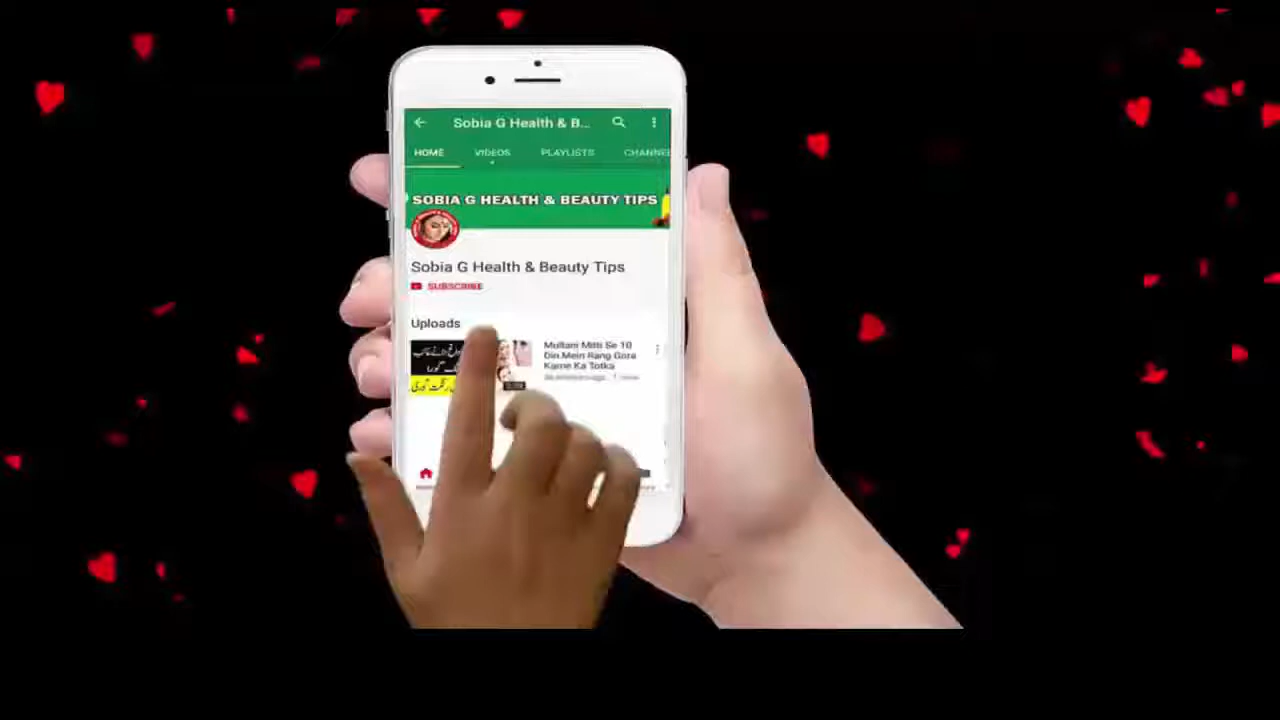 Sobia G Health & B...
HOME VIDEOS PLAYLISTS CHANNE
SOBIA G HEALTH & BEAUTY TIPS
Sobia G Health & Beauty Tips
SUBSCRIBE
Uploads
Multani Mitti Se 10
Din Mein Rang Gora
Karne Ka Totka